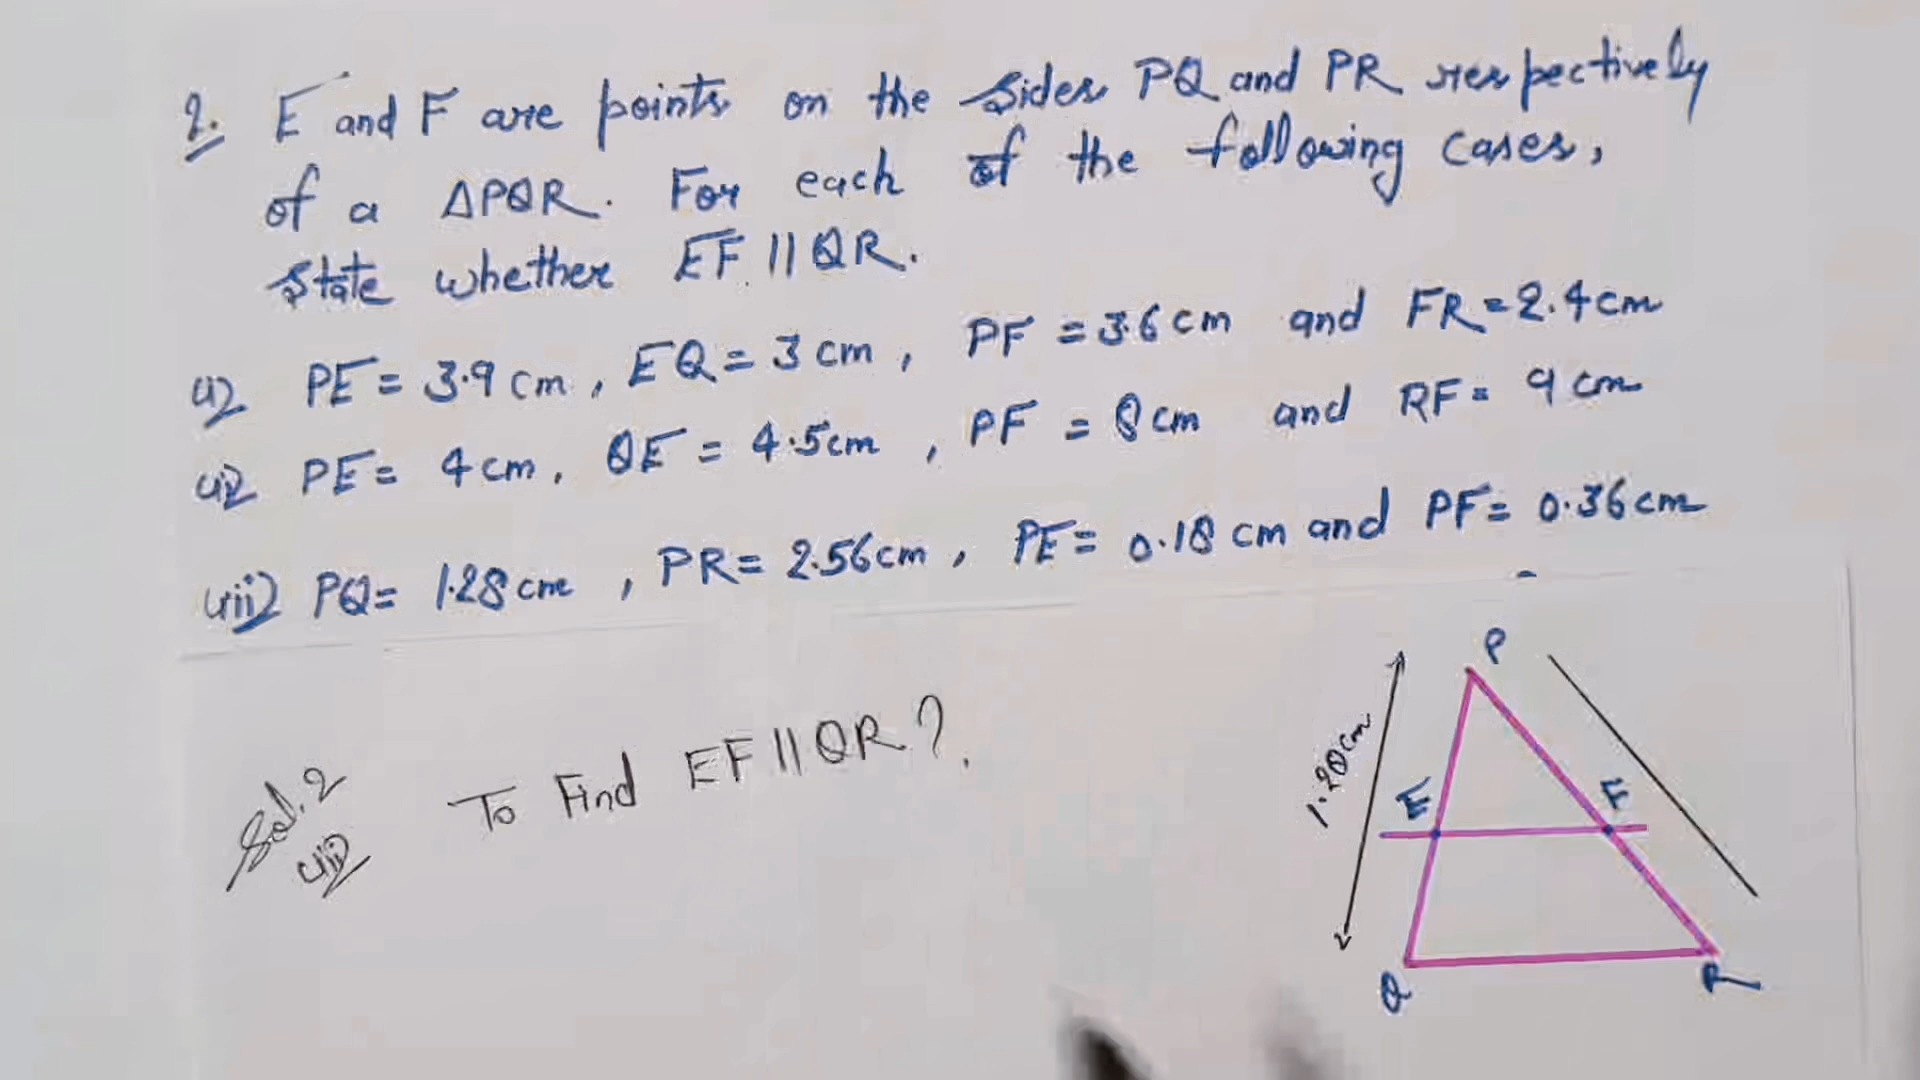 2. E and F are points on the sides PQ and PR respectively
of a ΔPQR. For each of the following cases,
state whether EF || QR.
(i) PE = 3.9 cm, EQ = 3 cm, PF = 3.6 cm and FR = 2.4 cm
(ii) PE = 4 cm, QE = 4.5 cm, PF = 8 cm and RF = 9 cm
(iii) PQ = 1.28 cm, PR = 2.56 cm, PE = 0.18 cm and PF = 0.36 cm
P
Sol. 2
(iii)
To Find EF || QR ?.
1.28 cm
E
F
Q
R